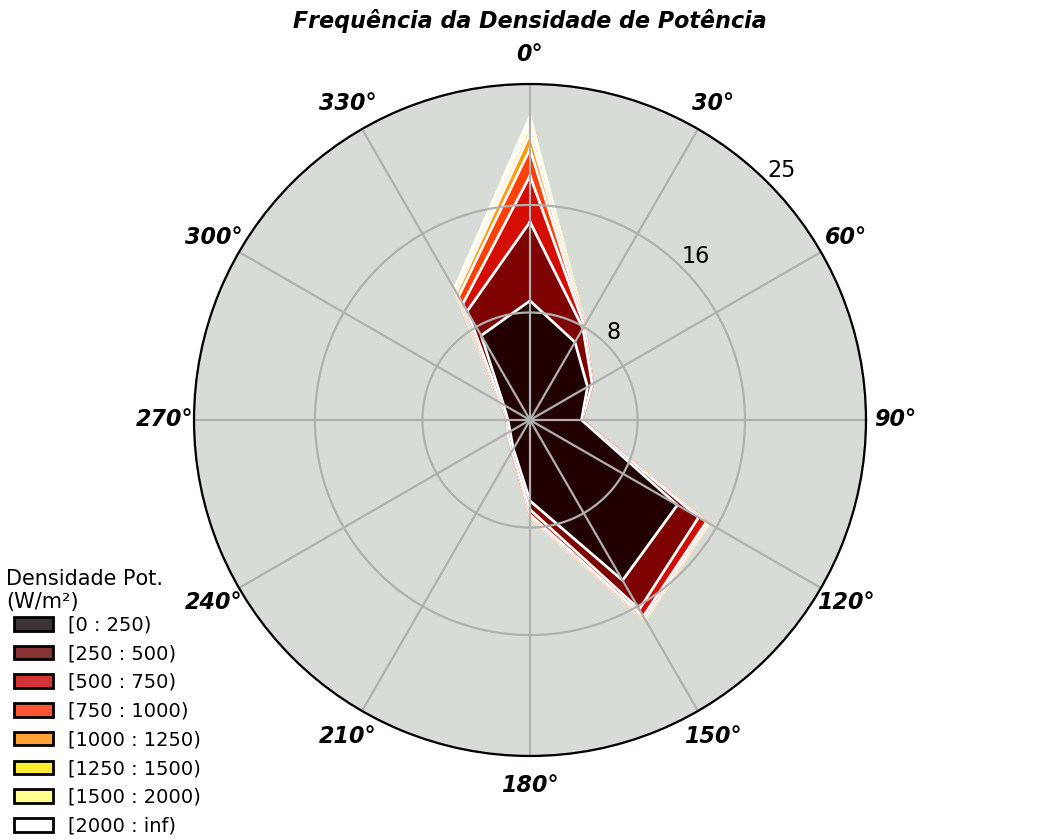 Frequência da Densidade de Potência
0°
330°
30°
25
300°
60°
16
8
270°
90°
240°
120°
210°
150°
180°
Densidade Pot.
(W/m²)
[0 : 250)
[250 : 500)
[500 : 750)
[750 : 1000)
[1000 : 1250)
[1250 : 1500)
[1500 : 2000)
[2000 : inf)